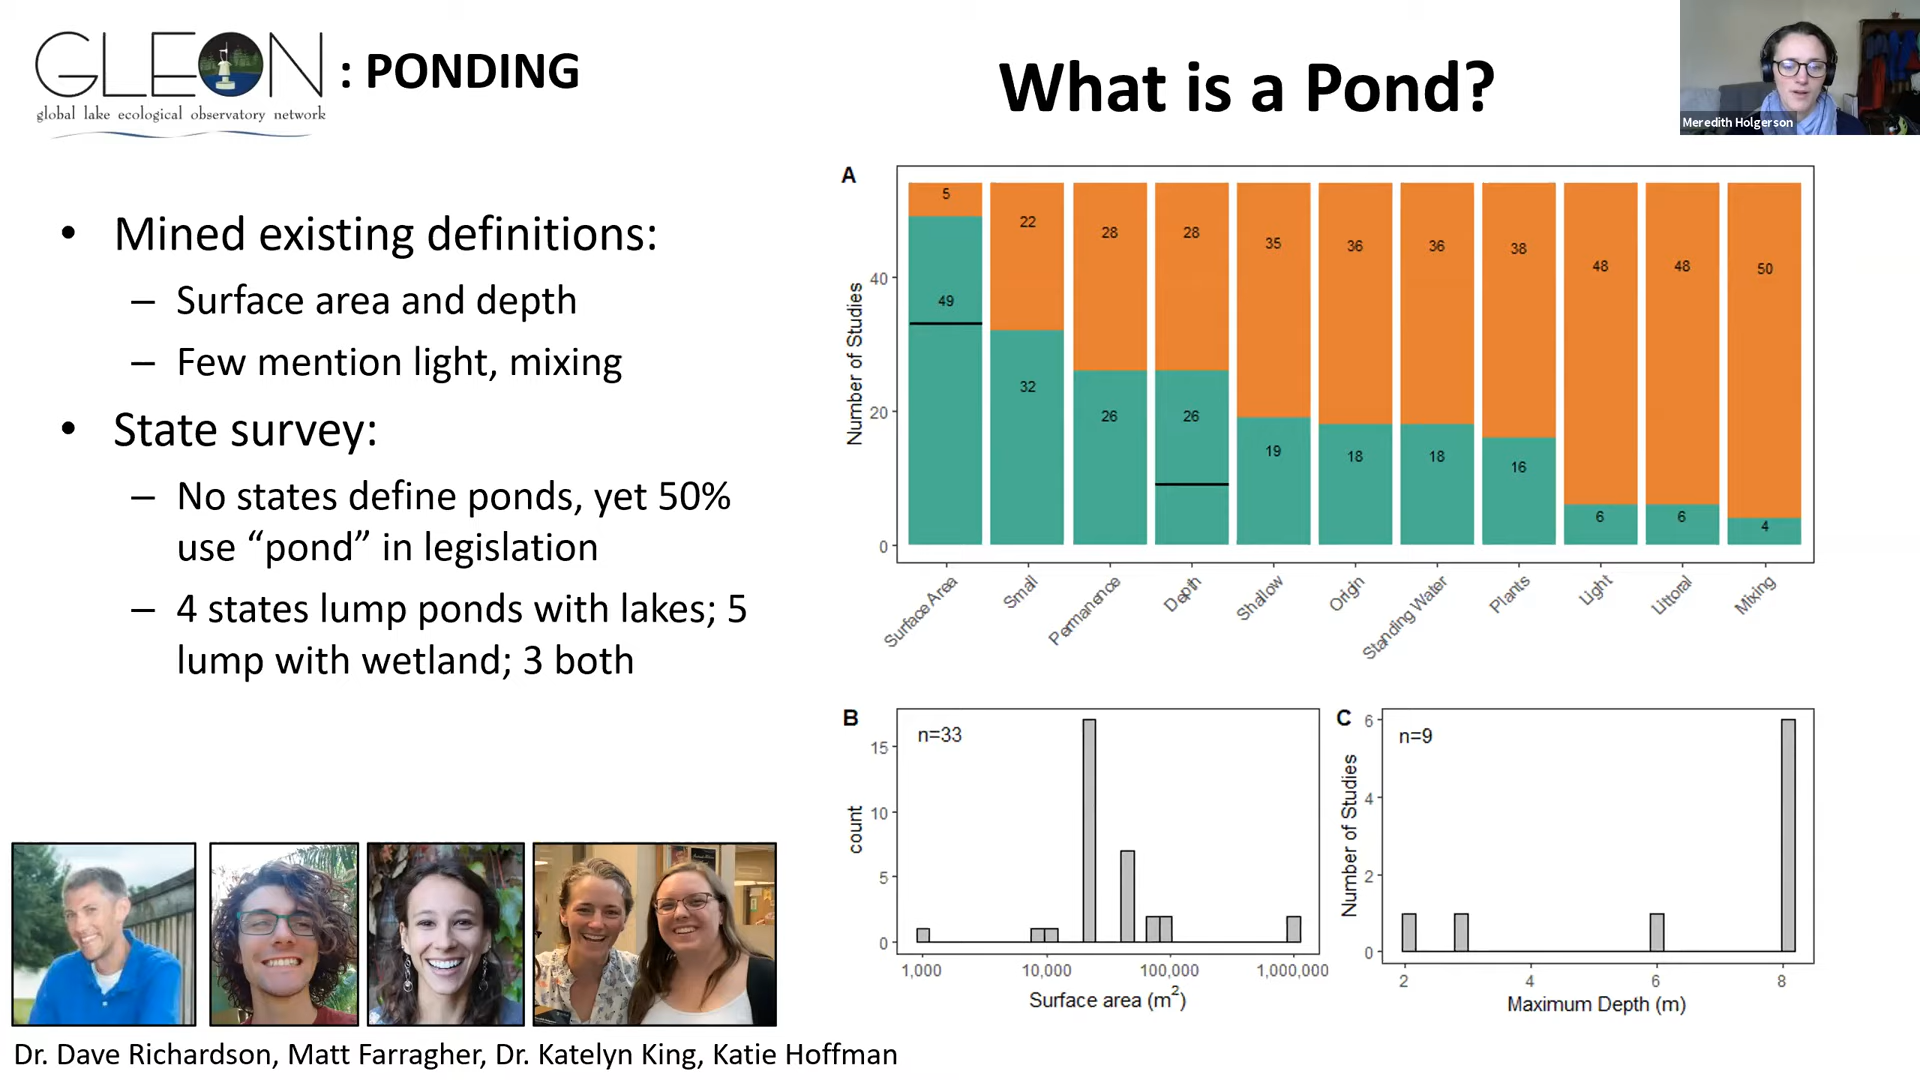 GLEON
global lake ecological observatory network
: PONDING
What is a Pond?
Meredith Holgerson
• Mined existing definitions:
– Surface area and depth
– Few mention light, mixing
• State survey:
– No states define ponds, yet 50%
use “pond” in legislation
– 4 states lump ponds with lakes; 5
lump with wetland; 3 both
A
Number of Studies
40
20
0
5 22 28 28 35 36 36 38 48 48 50
49 32 26 26 19 18 18 16 6 6 4
Surface Area
Small
Permanence
Depth
Shallow
Origin
Standing Water
Plants
Light
Littoral
Mixing
B
n=33
count
15
10
5
0
1,000 10,000 100,000 1,000,000
Surface area (m²)
C
n=9
Number of Studies
6
4
2
0
2 4 6 8
Maximum Depth (m)
Dr. Dave Richardson, Matt Farragher, Dr. Katelyn King, Katie Hoffman